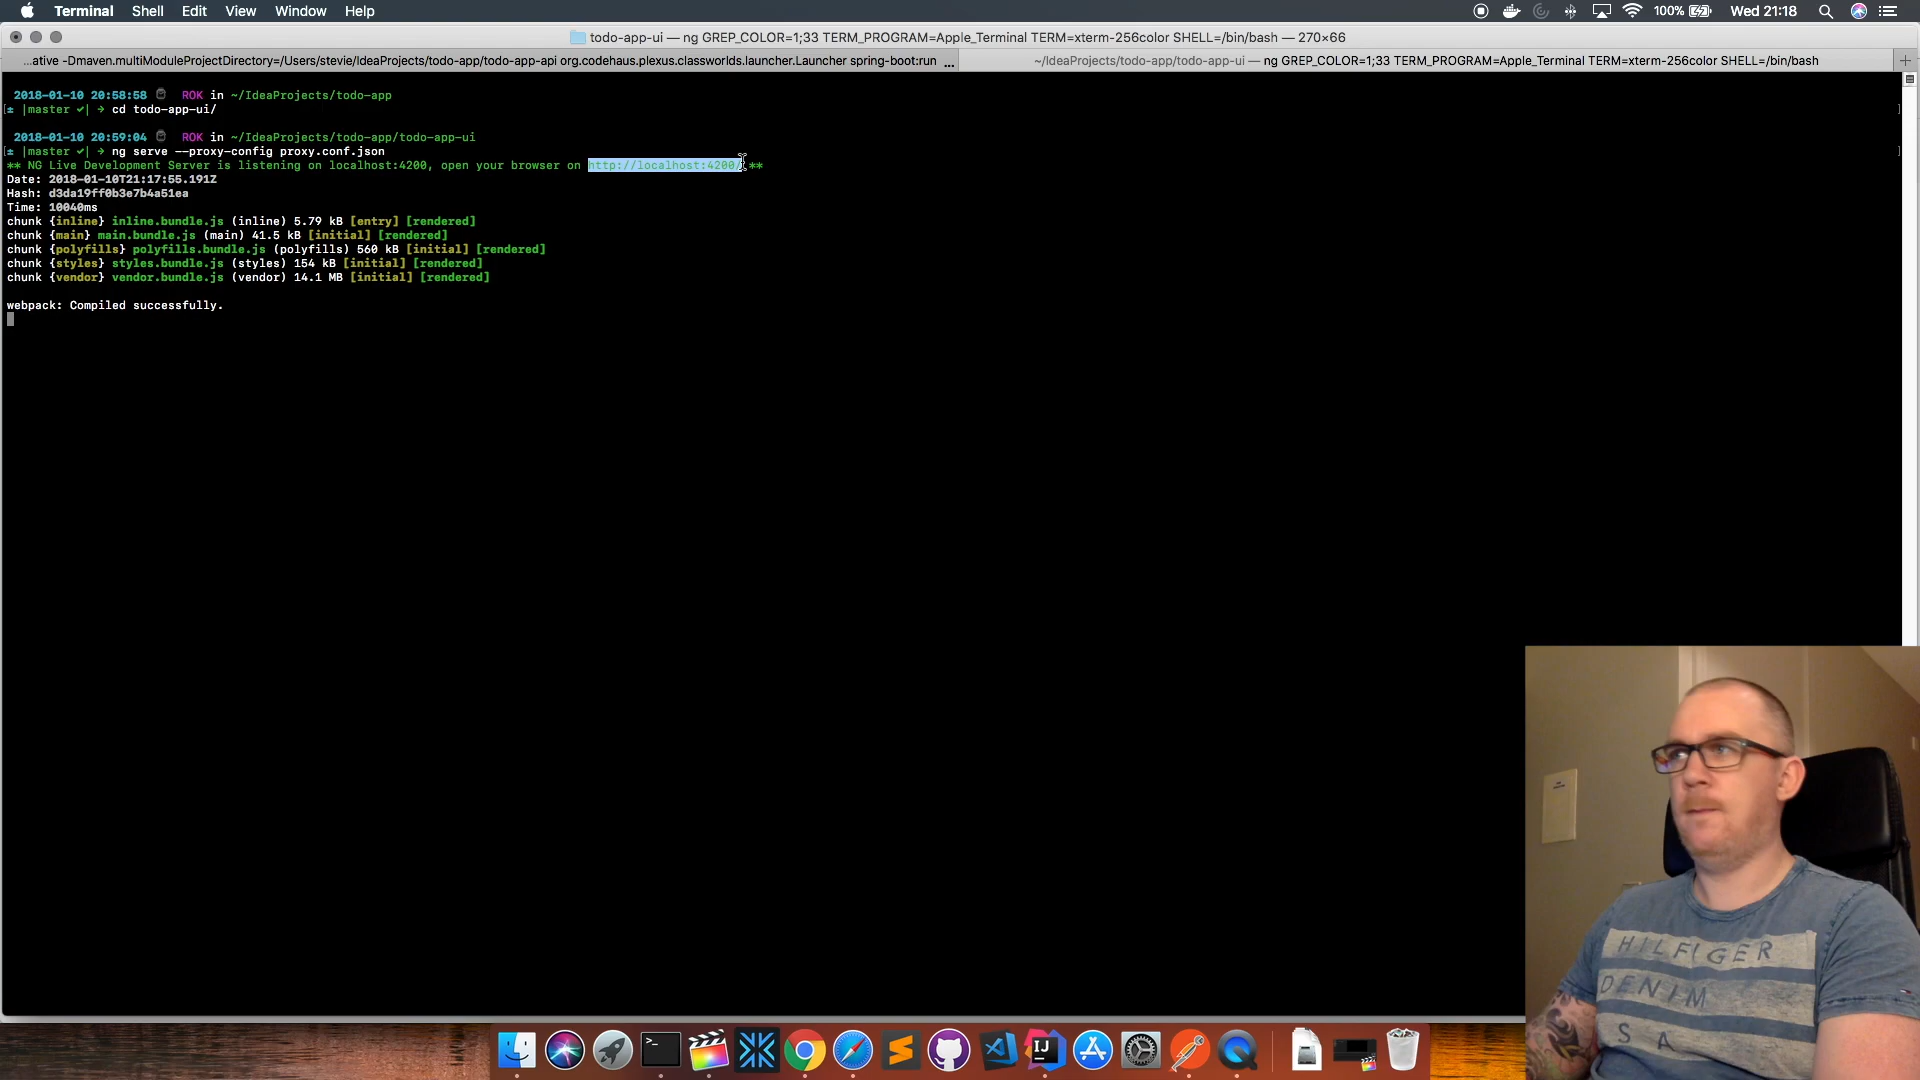 Terminal Shell Edit View Window Help 100% Wed 21:18
todo-app-ui — ng GREP_COLOR=1;33 TERM_PROGRAM=Apple_Terminal TERM=xterm-256color SHELL=/bin/bash — 270×66
...ative -Dmaven.multiModuleProjectDirectory=/Users/stevie/IdeaProjects/todo-app/todo-app-api org.codehaus.plexus.classworlds.launcher.Launcher spring-boot:run ...
~/IdeaProjects/todo-app/todo-app-ui — ng GREP_COLOR=1;33 TERM_PROGRAM=Apple_Terminal TERM=xterm-256color SHELL=/bin/bash
2018-01-10 20:58:58 ROK in ~/IdeaProjects/todo-app
[± |master ✓| → cd todo-app-ui/ ]
2018-01-10 20:59:04 ROK in ~/IdeaProjects/todo-app/todo-app-ui
[± |master ✓| → ng serve --proxy-config proxy.conf.json ]
** NG Live Development Server is listening on localhost:4200, open your browser on http://localhost:4200/ **
Date: 2018-01-10T21:17:55.191Z
Hash: d3da19ff0b3e7b4a51ea
Time: 10040ms
chunk {inline} inline.bundle.js (inline) 5.79 kB [entry] [rendered]
chunk {main} main.bundle.js (main) 41.5 kB [initial] [rendered]
chunk {polyfills} polyfills.bundle.js (polyfills) 560 kB [initial] [rendered]
chunk {styles} styles.bundle.js (styles) 154 kB [initial] [rendered]
chunk {vendor} vendor.bundle.js (vendor) 14.1 MB [initial] [rendered]
webpack: Compiled successfully.
HILFIGER
DENIM
S A
IJ